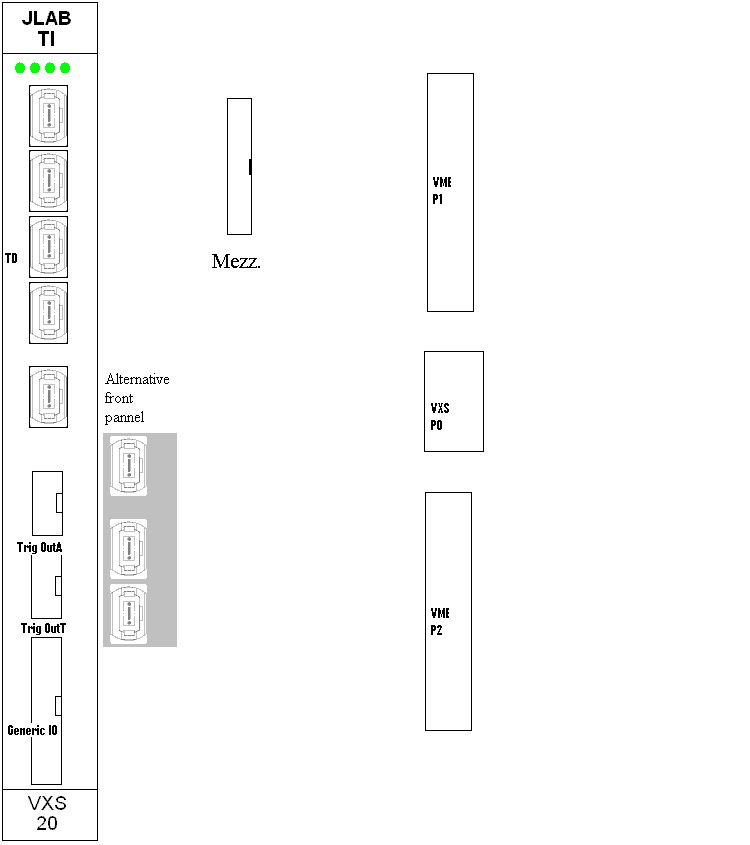 JLAB
TI
TD
Trig OutA
Trig OutT
Generic IO
VXS
20
Mezz.
Alternative
front
pannel
VME
P1
VXS
P0
VME
P2